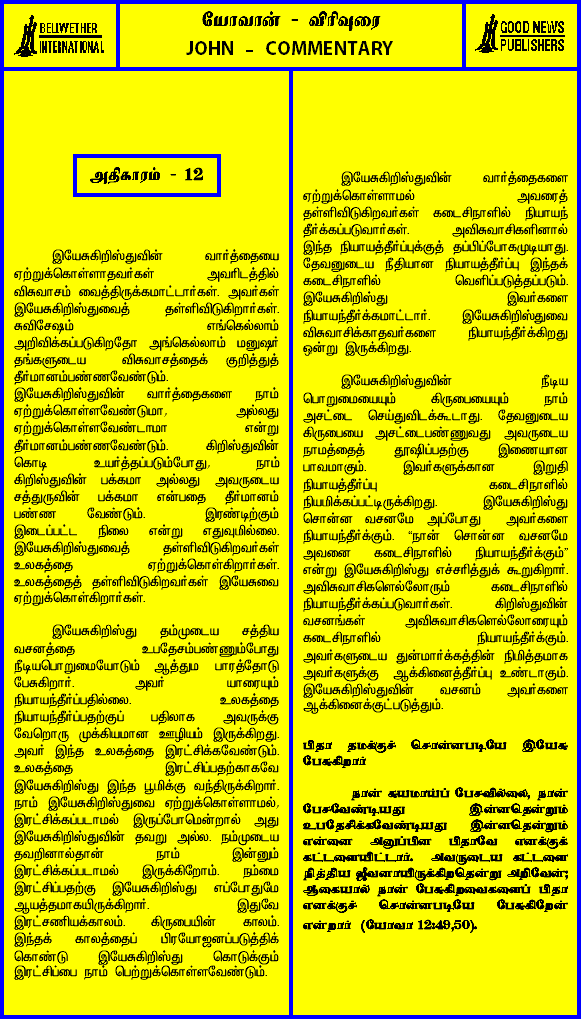 BELWETHER
INTERNATIONAL
யோவான் - விரிவுரை
JOHN - COMMENTARY
GOOD NEWS
PUBLISHERS
அதிகாரம் - 12
இயேசுகிறிஸ்துவின் வார்த்தையை
ஏற்றுக்கொள்ளாதவர்கள் அவரிடத்தில்
விசுவாசம் வைத்திருக்கமாட்டார்கள். அவர்கள்
இயேசுகிறிஸ்துவைத் தள்ளிவிடுகிறார்கள்.
சுவிசேஷம் எங்கெல்லாம்
அறிவிக்கப்படுகிறதோ அங்கெல்லாம் மனுஷர்
தங்களுடைய விசுவாசத்தைக் குறித்துத்
தீர்மானம்பண்ணவேண்டும்.
இயேசுகிறிஸ்துவின் வார்த்தைகளை நாம்
ஏற்றுக்கொள்ளவேண்டுமா, அல்லது
ஏற்றுக்கொள்ளவேண்டாமா என்று
தீர்மானம்பண்ணவேண்டும். கிறிஸ்துவின்
கொடி உயர்த்தப்படும்போது, நாம்
கிறிஸ்துவின் பக்கமா அல்லது அவருடைய
சத்துருவின் பக்கமா என்பதை தீர்மானம்
பண்ண வேண்டும். இரண்டிற்கும்
இடைப்பட்ட நிலை என்று எதுவுமில்லை.
இயேசுகிறிஸ்துவைத் தள்ளிவிடுகிறவர்கள்
உலகத்தை ஏற்றுக்கொள்கிறார்கள்.
உலகத்தைத் தள்ளிவிடுகிறவர்கள் இயேசுவை
ஏற்றுக்கொள்கிறார்கள்.
இயேசுகிறிஸ்து தம்முடைய சத்திய
வசனத்தை உபதேசம்பண்ணும்போது
நீடியபொறுமையோடும் ஆத்தும பாரத்தோடு
பேசுகிறார். அவர் யாரையும்
நியாயந்தீர்ப்பதில்லை. உலகத்தை
நியாயந்தீர்ப்பதற்குப் பதிலாக அவருக்கு
வேறொரு முக்கியமான ஊழியம் இருக்கிறது.
அவர் இந்த உலகத்தை இரட்சிக்கவேண்டும்.
உலகத்தை இரட்சிப்பதற்காகவே
இயேசுகிறிஸ்து இந்த பூமிக்கு வந்திருக்கிறார்.
நாம் இயேசுகிறிஸ்துவை ஏற்றுக்கொள்ளாமல்,
இரட்சிக்கப்படாமல் இருப்போமென்றால் அது
இயேசுகிறிஸ்துவின் தவறு அல்ல. நம்முடைய
தவறினால்தான் நாம் இன்னும்
இரட்சிக்கப்படாமல் இருக்கிறோம். நம்மை
இரட்சிப்பதற்கு இயேசுகிறிஸ்து எப்போதுமே
ஆயத்தமாகயிருக்கிறார். இதுவே
இரட்சணியக்காலம். கிருபையின் காலம்.
இந்தக் காலத்தைப் பிரயோஜனப்படுத்திக்
கொண்டு இயேசுகிறிஸ்து கொடுக்கும்
இரட்சிப்பை நாம் பெற்றுக்கொள்ளவேண்டும்.
இயேசுகிறிஸ்துவின் வார்த்தைகளை
ஏற்றுக்கொள்ளாமல் அவரைத்
தள்ளிவிடுகிறவர்கள் கடைசிநாளில் நியாயந்
தீர்க்கப்படுவார்கள். அவிசுவாசிகளினால்
இந்த நியாயத்தீர்ப்புக்குத் தப்பிப்போகமுடியாது.
தேவனுடைய நீதியான நியாயத்தீர்ப்பு இந்தக்
கடைசிநாளில் வெளிப்படுத்தப்படும்.
இயேசுகிறிஸ்து இவர்களை
நியாயந்தீர்க்கமாட்டார். இயேசுகிறிஸ்துவை
விசுவாசிக்காதவர்களை நியாயந்தீர்க்கிறது
ஒன்று இருக்கிறது.
இயேசுகிறிஸ்துவின் நீடிய
பொறுமையையும் கிருபையையும் நாம்
அசட்டை செய்துவிடக்கூடாது. தேவனுடைய
கிருபையை அசட்டைபண்ணுவது அவருடைய
நாமத்தைத் தூஷிப்பதற்கு இணையான
பாவமாகும். இவர்களுக்கான இறுதி
நியாயத்தீர்ப்பு கடைசிநாளில்
நியமிக்கப்பட்டிருக்கிறது. இயேசுகிறிஸ்து
சொன்ன வசனமே அப்போது அவர்களை
நியாயந்தீர்க்கும். “நான் சொன்ன வசனமே
அவனை கடைசிநாளில் நியாயந்தீர்க்கும்”
என்று இயேசுகிறிஸ்து எச்சரித்துக் கூறுகிறார்.
அவிசுவாசிகளெல்லோரும் கடைசிநாளில்
நியாயந்தீர்க்கப்படுவார்கள். கிறிஸ்துவின்
வசனங்கள் அவிசுவாசிகளெல்லோரையும்
கடைசிநாளில் நியாயந்தீர்க்கும்.
அவர்களுடைய துன்மார்க்கத்தின் நிமித்தமாக
அவர்களுக்கு ஆக்கினைத்தீர்ப்பு உண்டாகும்.
இயேசுகிறிஸ்துவின் வசனம் அவர்களை
ஆக்கினைக்குட்படுத்தும்.
பிதா தமக்குச் சொன்னபடியே இயேசு
பேசுகிறார்
நான் சுயமாய்ப் பேசவில்லை, நான்
பேசவேண்டியது இன்னதென்றும்
உபதேசிக்கவேண்டியது இன்னதென்றும்
என்னை அனுப்பின பிதாவே எனக்குக்
கட்டளையிட்டார். அவருடைய கட்டளை
நித்திய ஜீவனாயிருக்கிறதென்று அறிவேன்;
ஆகையால் நான் பேசுகிறவைகளைப் பிதா
எனக்குச் சொன்னபடியே பேசுகிறேன்
என்றார் (யோவா 12:49,50).